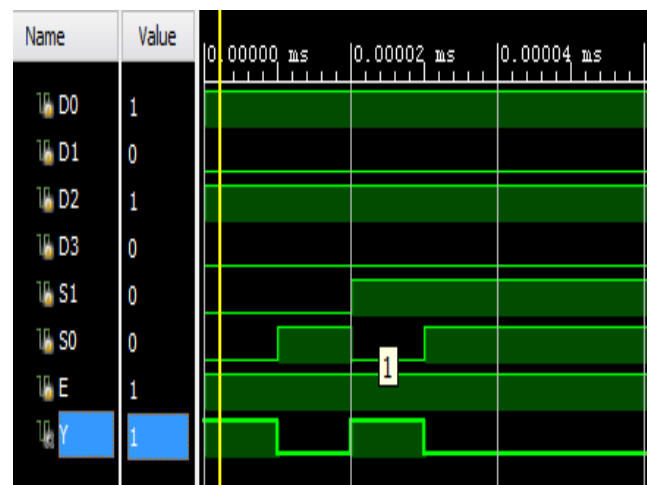 Name Value 0.00000 ms 0.00002 ms 0.00004 ms
D0 1
D1 0
D2 1
D3 0
S1 0
S0 0
1
E 1
Y 1